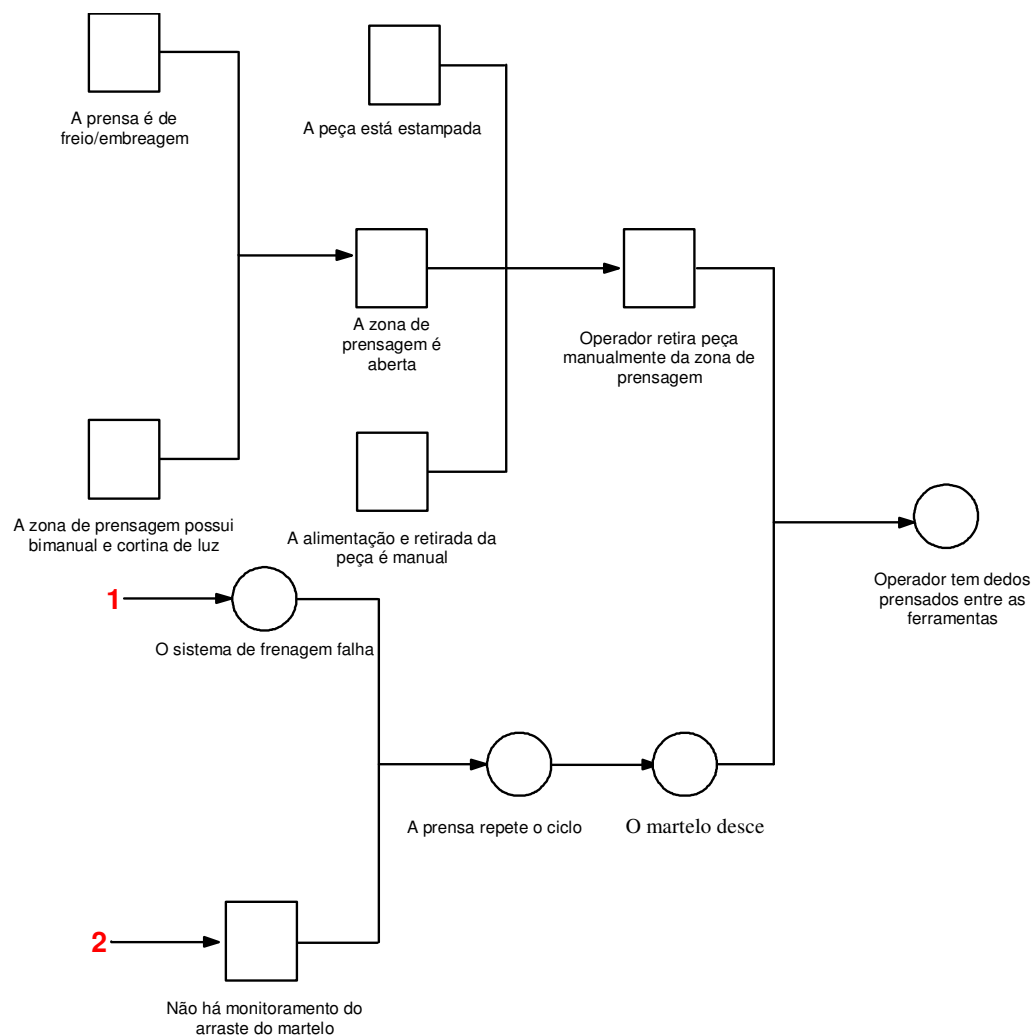 A prensa é de
freio/embreagem
A peça está estampada
A zona de
prensagem é
aberta
Operador retira peça
manualmente da zona de
prensagem
A zona de prensagem possui
bimanual e cortina de luz
A alimentação e retirada da
peça é manual
Operador tem dedos
prensados entre as
ferramentas
1
O sistema de frenagem falha
A prensa repete o ciclo
O martelo desce
2
Não há monitoramento do
arraste do martelo